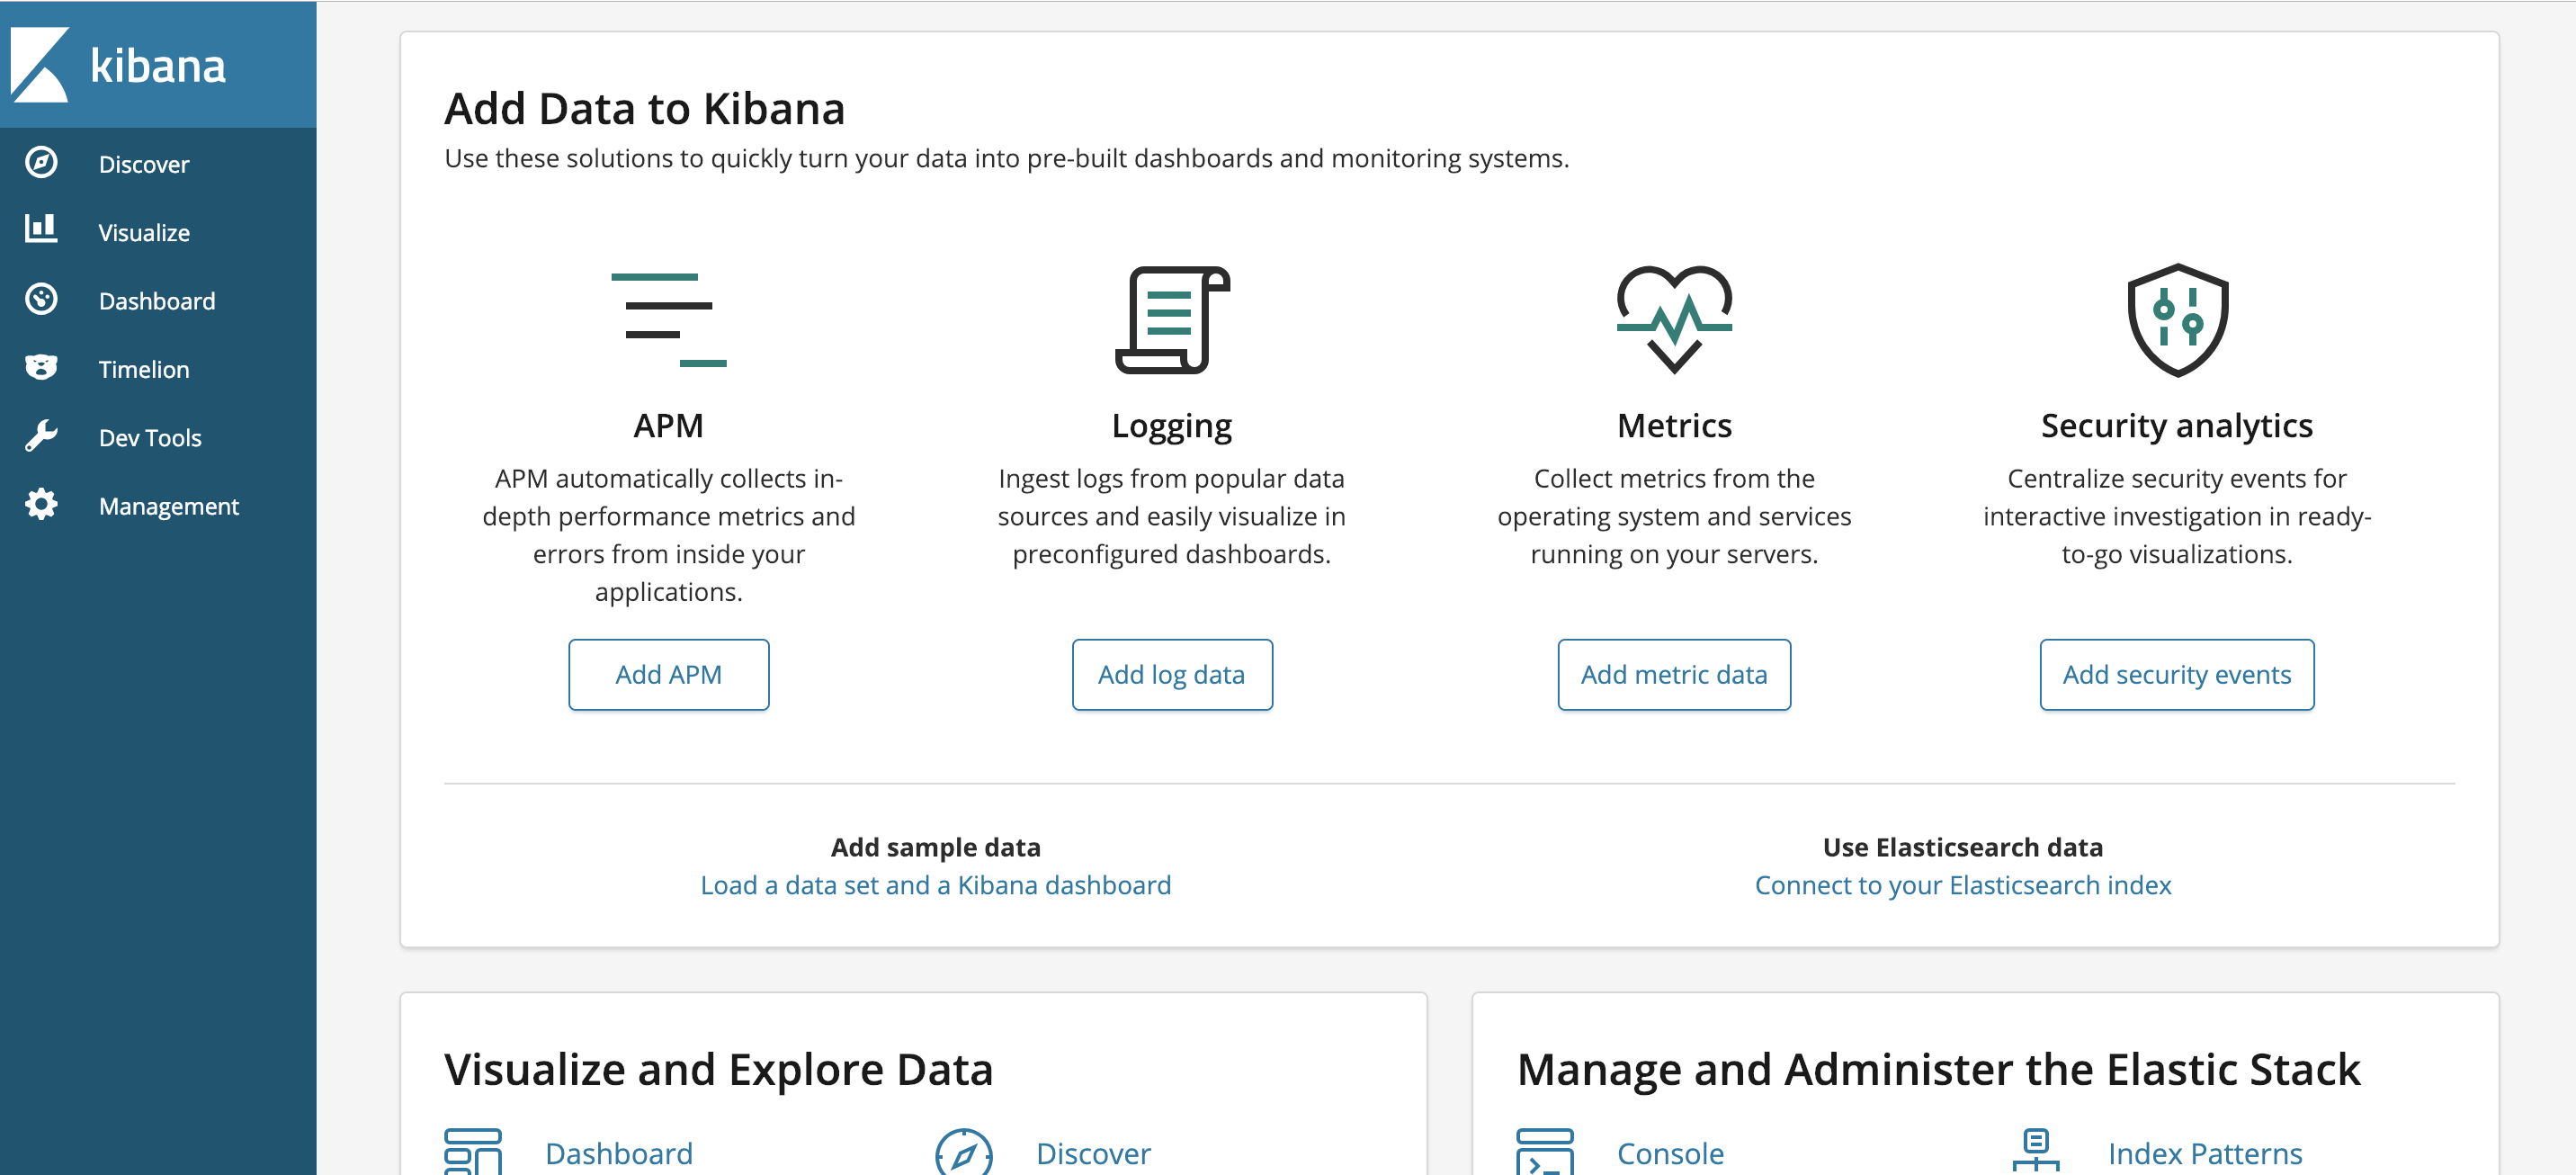 kibana
Discover
Visualize
Dashboard
Timelion
Dev Tools
Management
Add Data to Kibana
Use these solutions to quickly turn your data into pre-built dashboards and monitoring systems.
APM
APM automatically collects in-
depth performance metrics and
errors from inside your
applications.
Add APM
Logging
Ingest logs from popular data
sources and easily visualize in
preconfigured dashboards.
Add log data
Metrics
Collect metrics from the
operating system and services
running on your servers.
Add metric data
Security analytics
Centralize security events for
interactive investigation in ready-
to-go visualizations.
Add security events
Add sample data
Load a data set and a Kibana dashboard
Use Elasticsearch data
Connect to your Elasticsearch index
Visualize and Explore Data
Dashboard
Discover
Manage and Administer the Elastic Stack
Console
Index Patterns